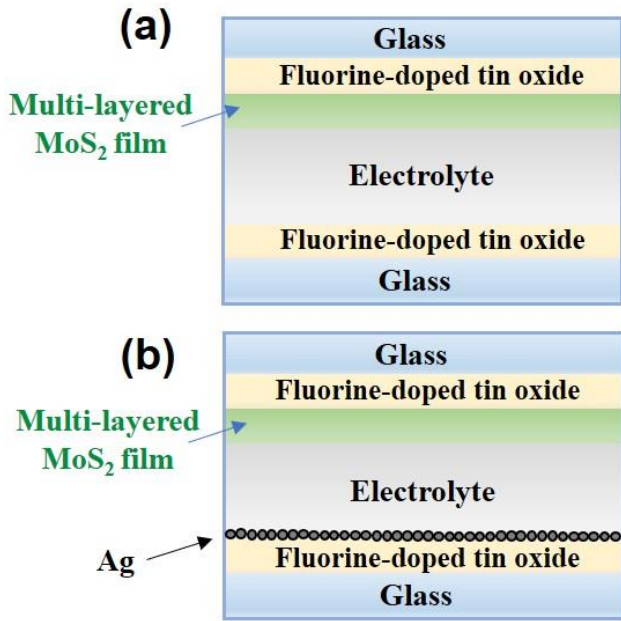 (a)
Glass
Fluorine-doped tin oxide
Multi-layered
MoS₂ film
Electrolyte
Fluorine-doped tin oxide
Glass
(b)
Glass
Fluorine-doped tin oxide
Multi-layered
MoS₂ film
Electrolyte
Ag
Fluorine-doped tin oxide
Glass